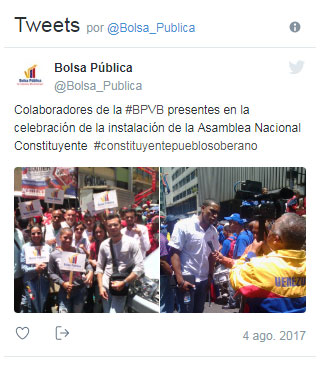 Tweets por @Bolsa_Publica
Bolsa Pública
@Bolsa_Publica
Colaboradores de la #BPVB presentes en la
celebración de la instalación de la Asamblea Nacional
Constituyente #constituyentepueblosoberano
4 ago. 2017